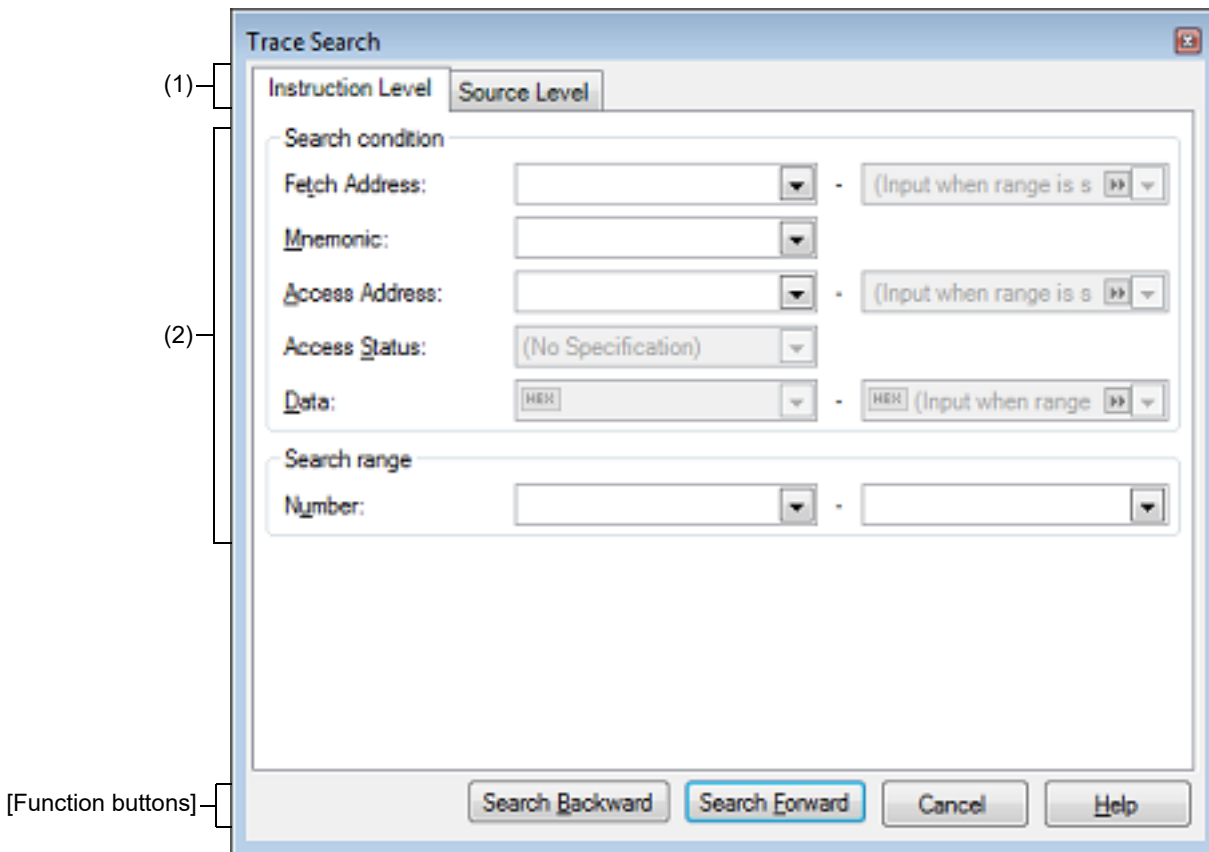 Trace Search
(1)
Instruction Level Source Level
(2)
Search condition
Fetch Address: - (Input when range is s
Mnemonic:
Access Address: - (Input when range is s
Access Status: (No Specification)
Data: HEX - HEX (Input when range
Search range
Number: -
[Function buttons]
Search Backward Search Forward Cancel Help